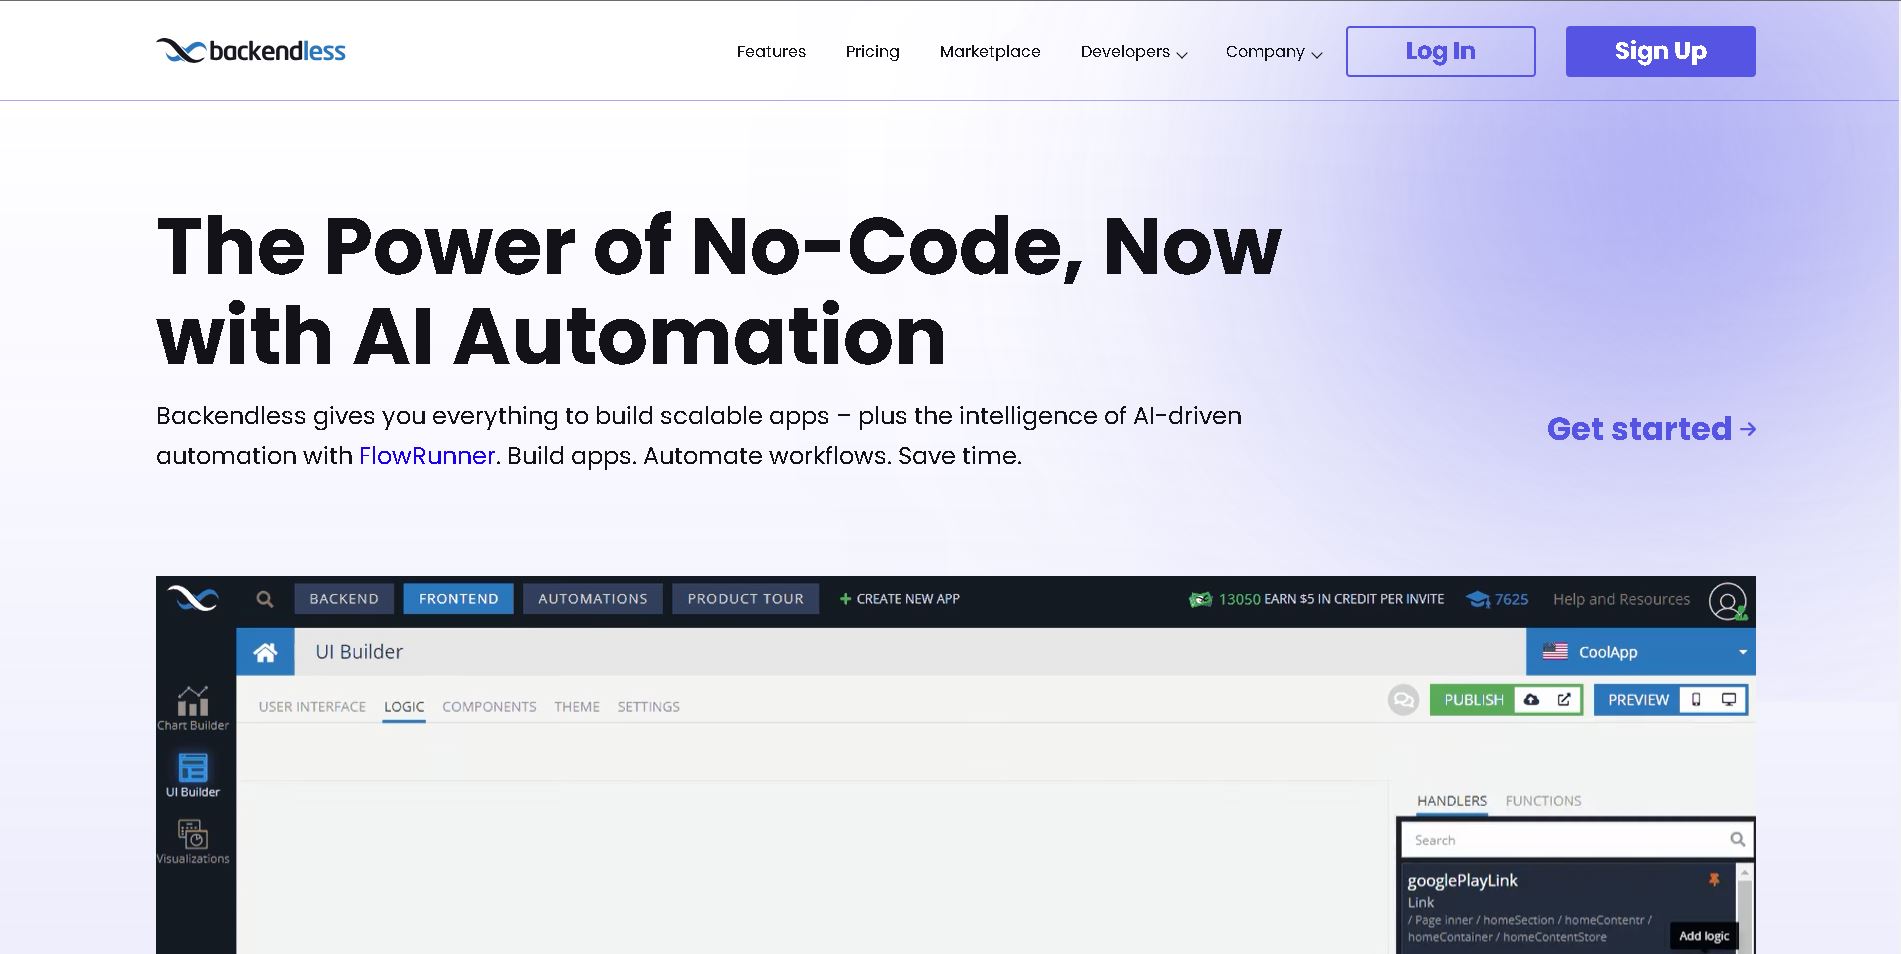 backendless
Features
Pricing
Marketplace
Developers
Company
Log In
Sign Up
The Power of No-Code, Now
with AI Automation
Backendless gives you everything to build scalable apps – plus the intelligence of AI-driven
automation with FlowRunner. Build apps. Automate workflows. Save time.
Get started
BACKEND
FRONTEND
AUTOMATIONS
PRODUCT TOUR
+ CREATE NEW APP
13050 EARN $5 IN CREDIT PER INVITE
7625
Help and Resources
UI Builder
CoolApp
USER INTERFACE
LOGIC
COMPONENTS
THEME
SETTINGS
PUBLISH
PREVIEW
Chart Builder
UI Builder
Visualizations
HANDLERS
FUNCTIONS
Search
googlePlayLink
Link
/ Page inner / homeSection / homeContentr /
homeContainer / homeContentStore
Add logic